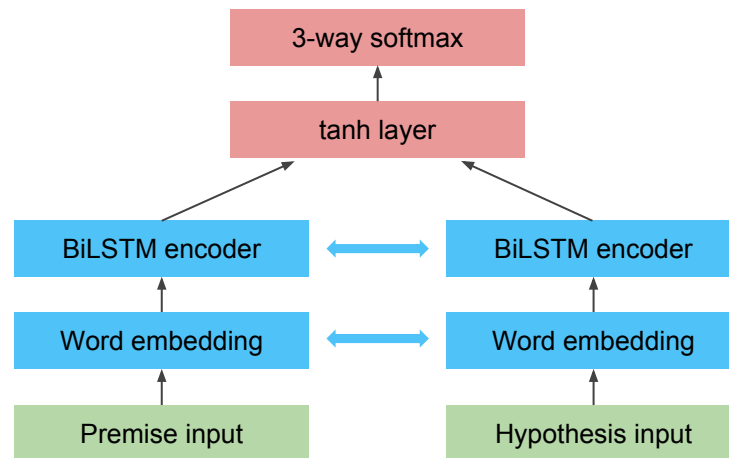 3-way softmax
tanh layer
BiLSTM encoder
BiLSTM encoder
Word embedding
Word embedding
Premise input
Hypothesis input